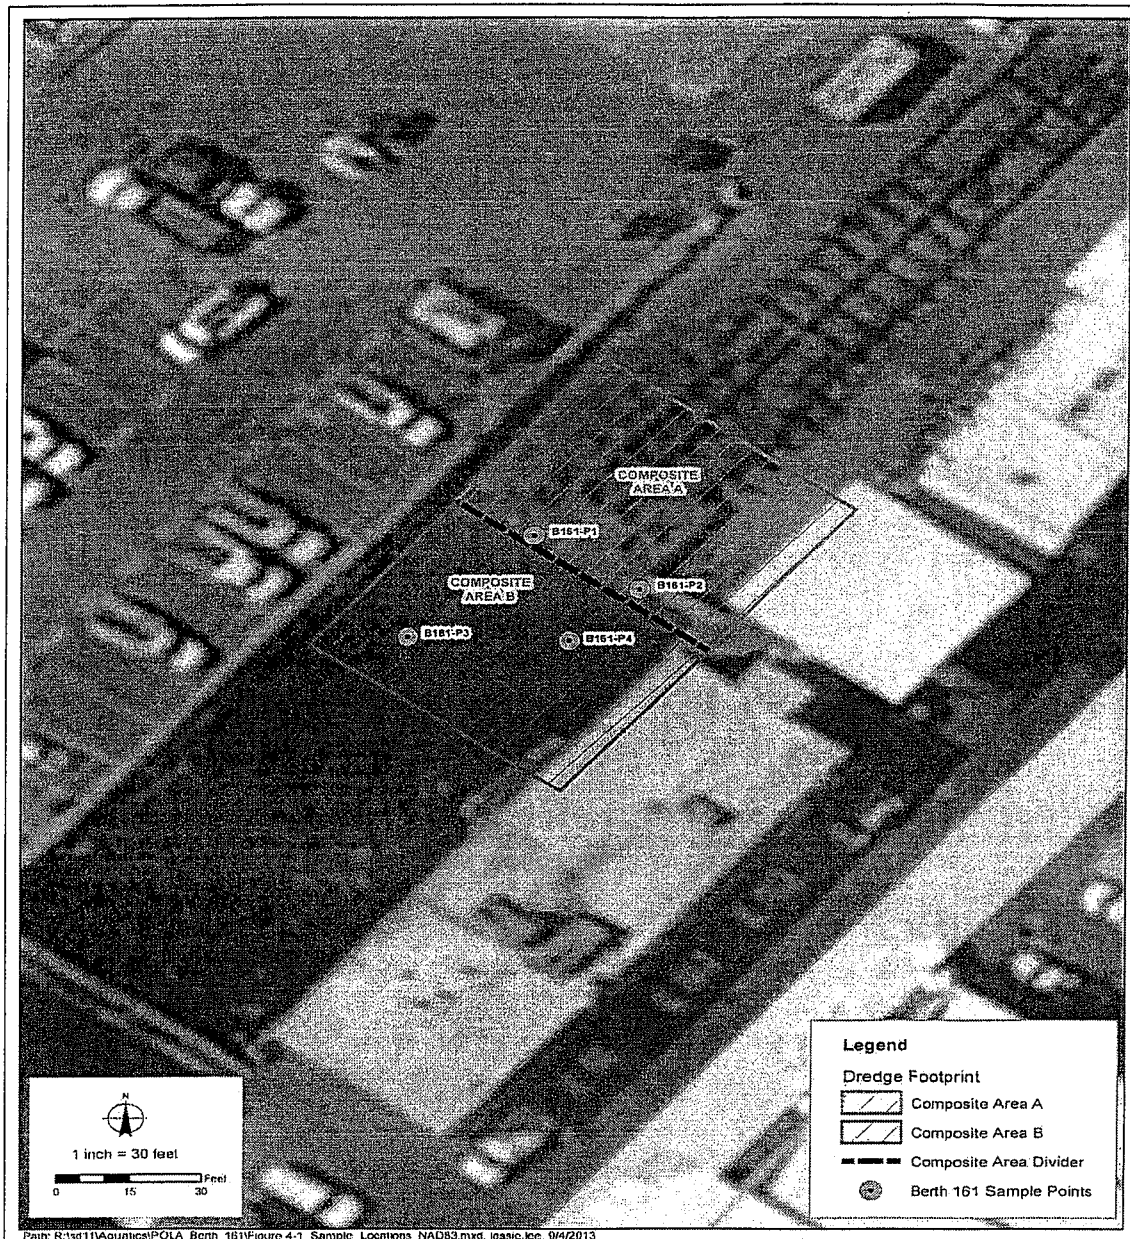 COMPOSITE
AREA A
B161-P1
COMPOSITE
AREA B
B161-P2
B161-P3
B161-P4
Legend
Dredge Footprint
Composite Area A
Composite Area B
Composite Area Divider
Berth 161 Sample Points
N
1 inch = 30 feet
Feet
0 15 30
Path: R:\sd11\Aquatics\POLA_Berth_161\Figure 4-1_Sample_Locations_NAD83.mxd, 9/4/2013